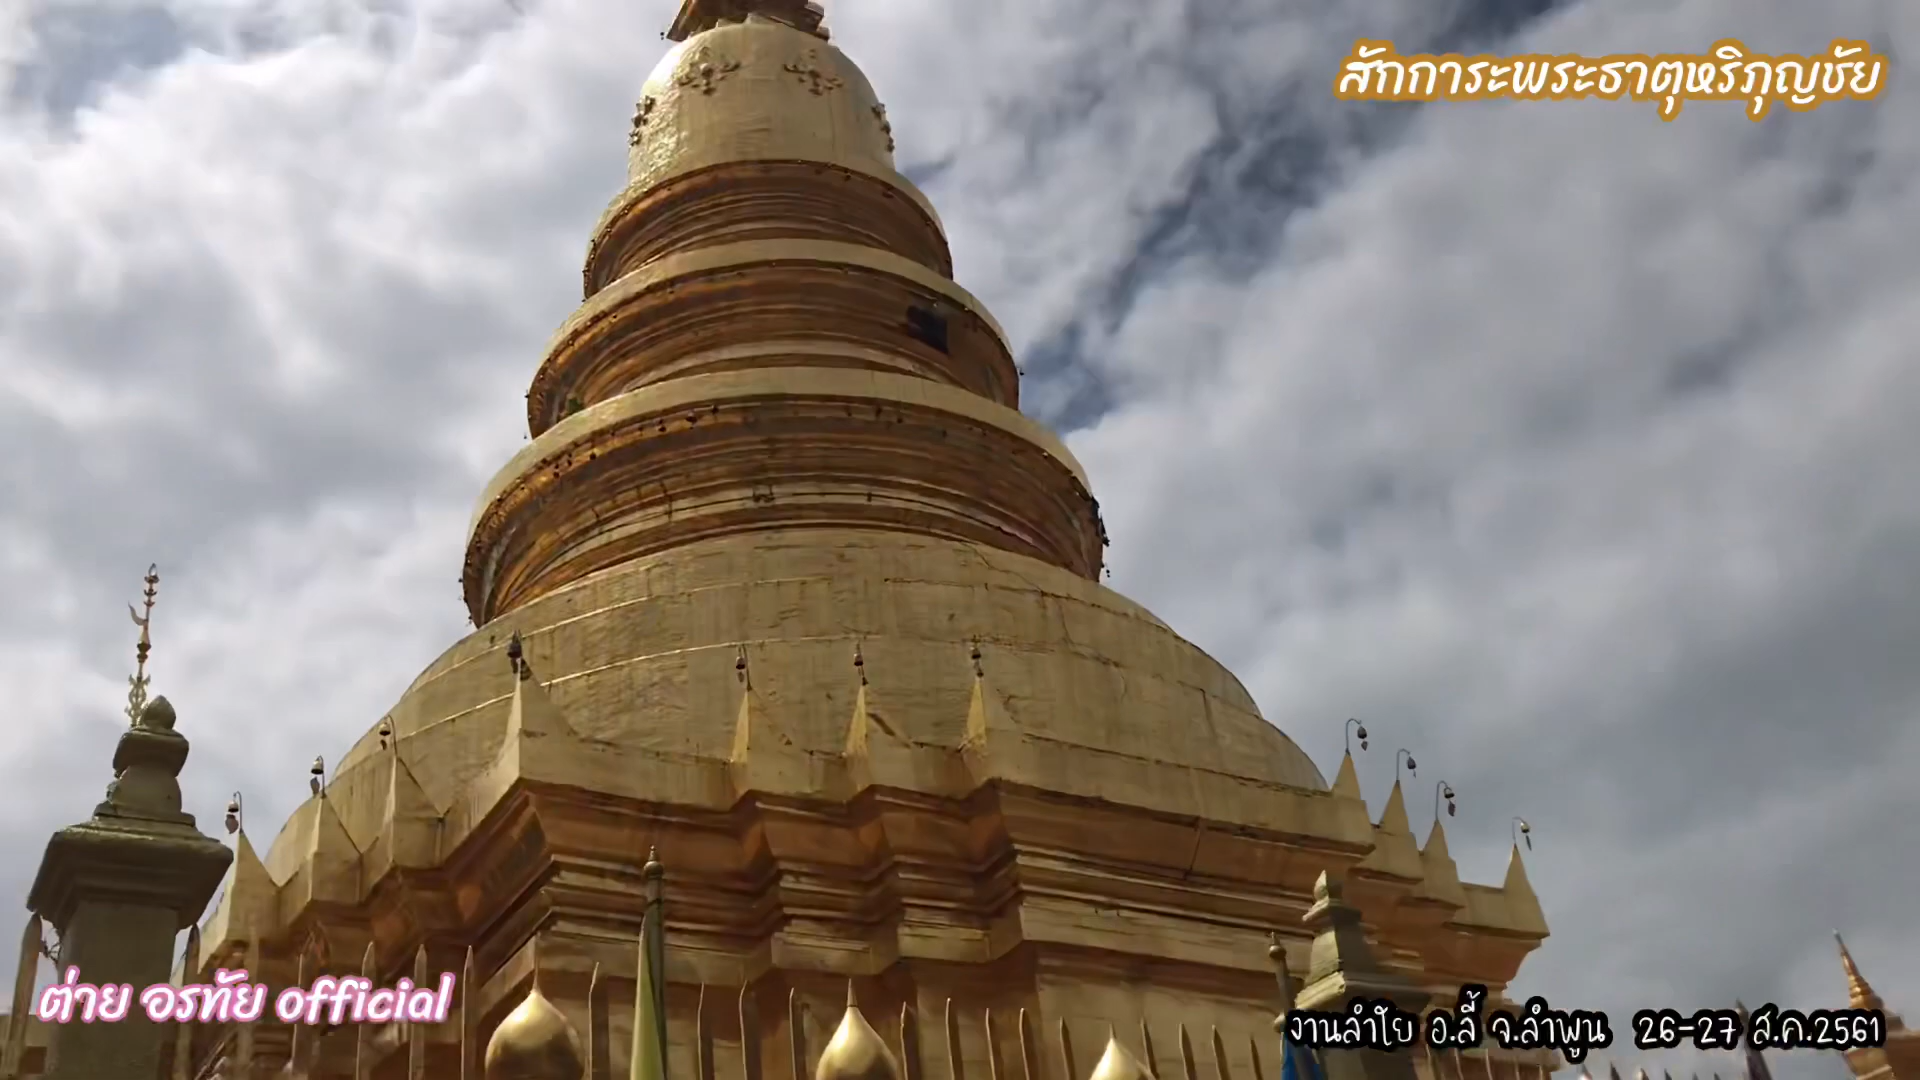 สักการะพระธาตุหริภุญชัย
ต่าย อรทัย official
งานลำไย อ.ลี้ จ.ลำพูน 26-27 ส.ค.2561